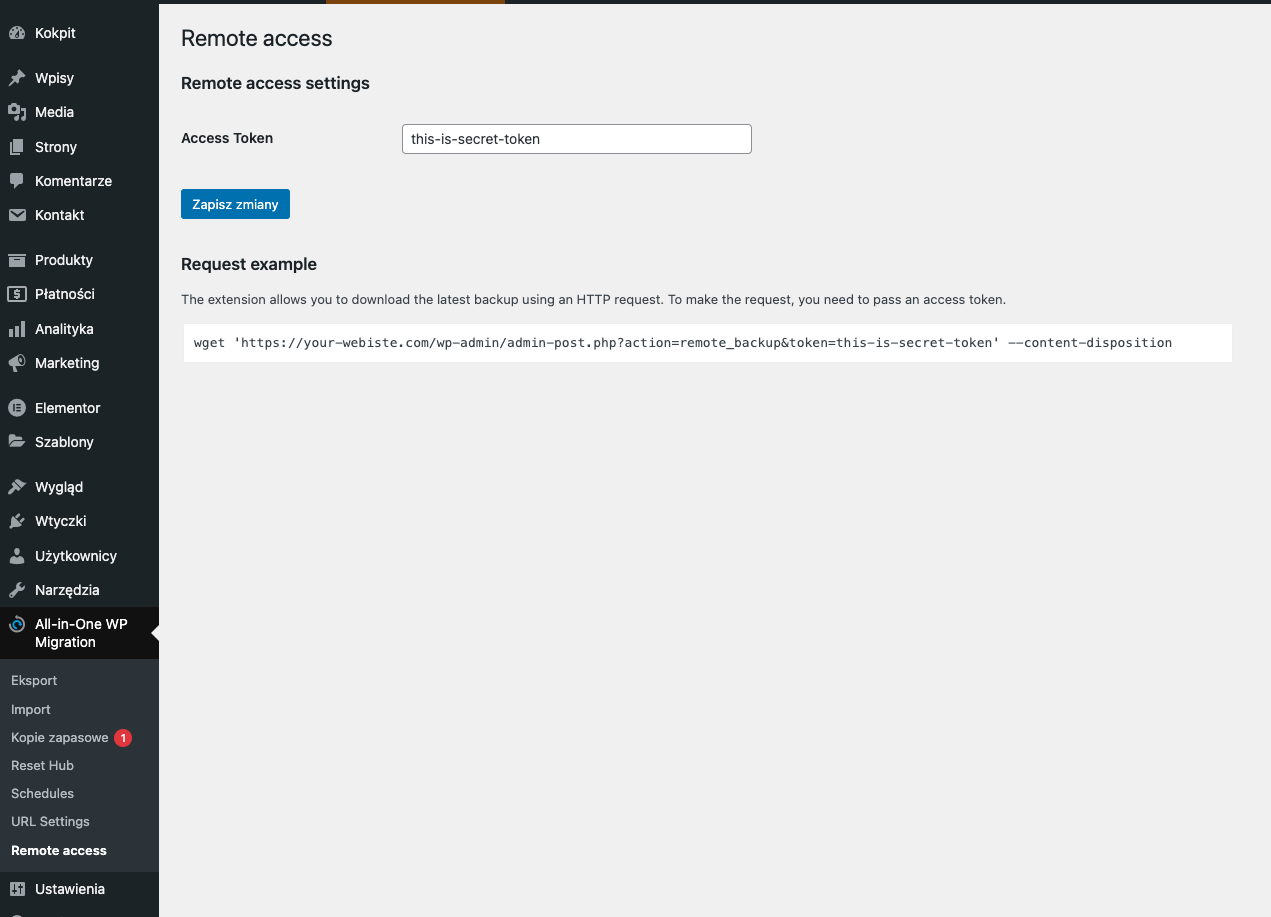 Kokpit
Wpisy
Media
Strony
Komentarze
Kontakt
Produkty
Płatności
Analityka
Marketing
Elementor
Szablony
Wygląd
Wtyczki
Użytkownicy
Narzędzia
All-in-One WP
Migration
Eksport
Import
Kopie zapasowe 1
Reset Hub
Schedules
URL Settings
Remote access
Ustawienia
Remote access
Remote access settings
Access Token this-is-secret-token
Zapisz zmiany
Request example
The extension allows you to download the latest backup using an HTTP request. To make the request, you need to pass an access token.
wget 'https://your-webiste.com/wp-admin/admin-post.php?action=remote_backup&token=this-is-secret-token' --content-disposition